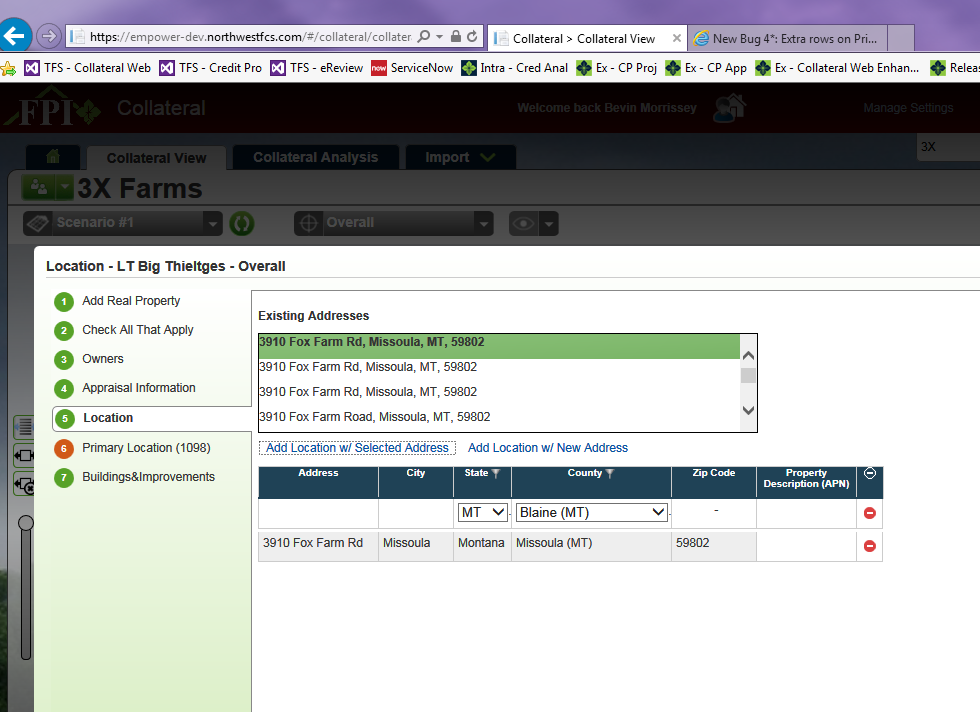 https://empower-dev.northwestfcs.com/#/collateral/collater
Collateral > Collateral View
New Bug 4*: Extra rows on Pri...
TFS - Collateral Web
TFS - Credit Pro
TFS - eReview
now
ServiceNow
Intra - Cred Anal
Ex - CP Proj
Ex - CP App
Ex - Collateral Web Enhan...
Releas
FPI
Collateral
Welcome back Bevin Morrissey
Manage Settings
Collateral View
Collateral Analysis
Import
3X
3X Farms
Scenario #1
Overall
Location - LT Big Thieltges - Overall
1 Add Real Property
2 Check All That Apply
3 Owners
4 Appraisal Information
5 Location
6 Primary Location (1098)
7 Buildings&Improvements
Existing Addresses
3910 Fox Farm Rd, Missoula, MT, 59802
3910 Fox Farm Rd, Missoula, MT, 59802
3910 Fox Farm Rd, Missoula, MT, 59802
3910 Fox Farm Road, Missoula, MT, 59802
Add Location w/ Selected Address Add Location w/ New Address
Address City State County Zip Code Property Description (APN)
MT Blaine (MT) -
3910 Fox Farm Rd Missoula Montana Missoula (MT) 59802